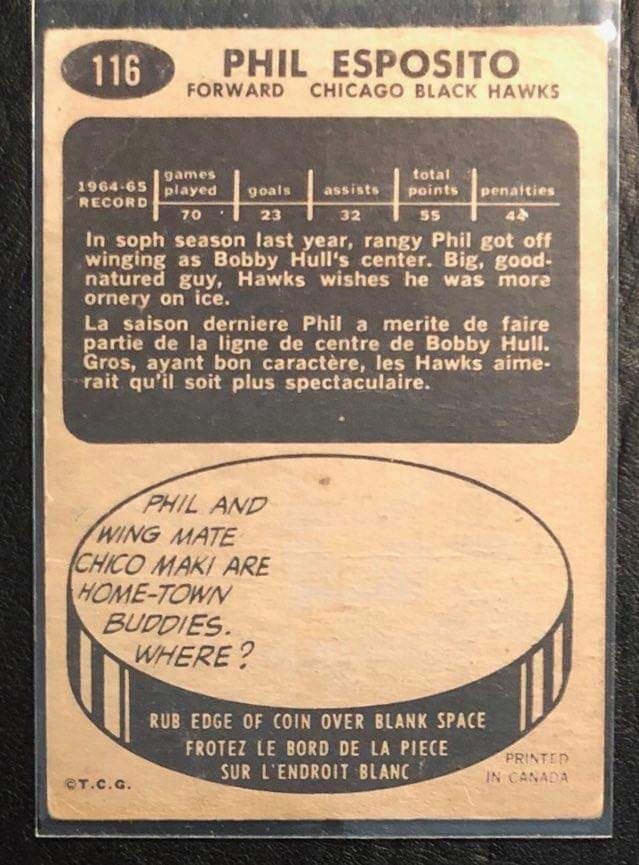 116
PHIL ESPOSITO
FORWARD CHICAGO BLACK HAWKS
1964-65 RECORD games played goals assists total points penalties
70 23 32 55 44
In soph season last year, rangy Phil got off
winging as Bobby Hull's center. Big, good-
natured guy, Hawks wishes he was more
ornery on ice.
La saison derniere Phil a merite de faire
partie de la ligne de centre de Bobby Hull.
Gros, ayant bon caractère, les Hawks aime-
rait qu'il soit plus spectaculaire.
PHIL AND
WING MATE
CHICO MAKI ARE
HOME-TOWN
BUDDIES.
WHERE?
RUB EDGE OF COIN OVER BLANK SPACE
FROTEZ LE BORD DE LA PIECE
SUR L'ENDROIT BLANC
©T.C.G.
PRINTED
IN CANADA